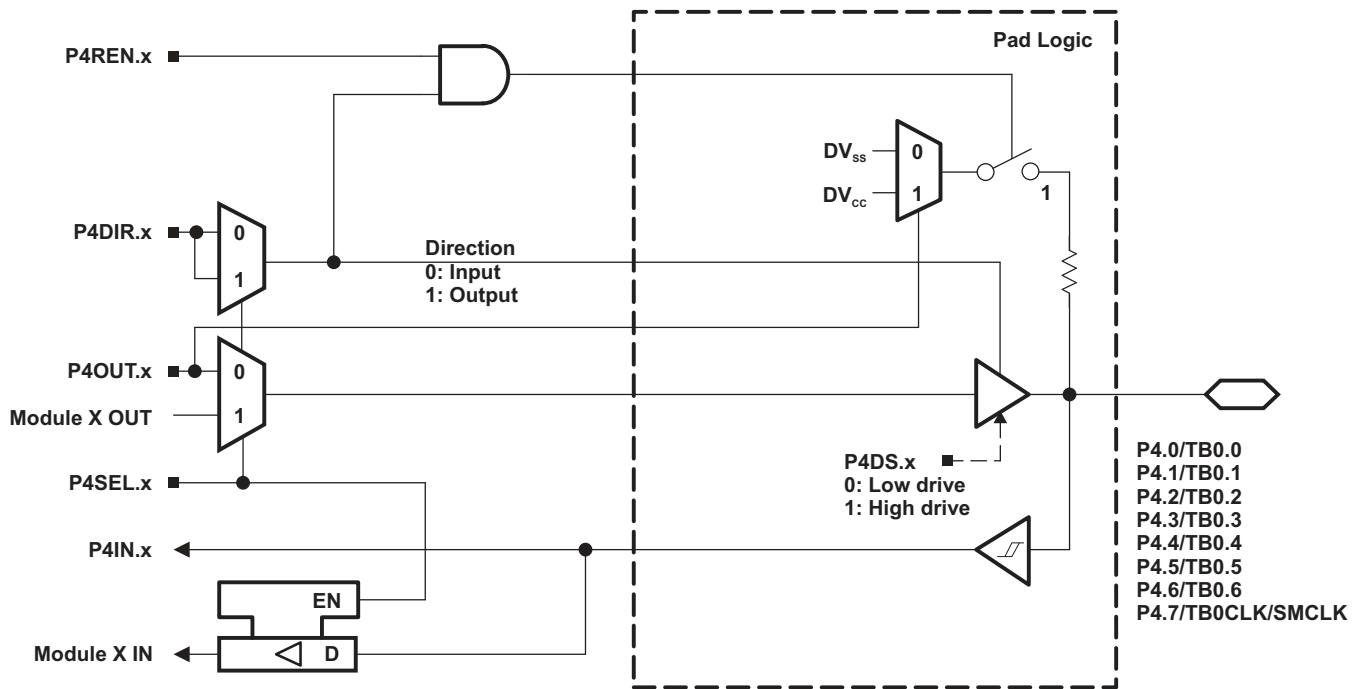 Pad Logic
P4REN.x
DVSS
0
DVCC
1
1
P4DIR.x
0
1
Direction
0: Input
1: Output
P4OUT.x
0
Module X OUT
1
P4SEL.x
P4DS.x
0: Low drive
1: High drive
P4IN.x
EN
D
Module X IN
P4.0/TB0.0
P4.1/TB0.1
P4.2/TB0.2
P4.3/TB0.3
P4.4/TB0.4
P4.5/TB0.5
P4.6/TB0.6
P4.7/TB0CLK/SMCLK